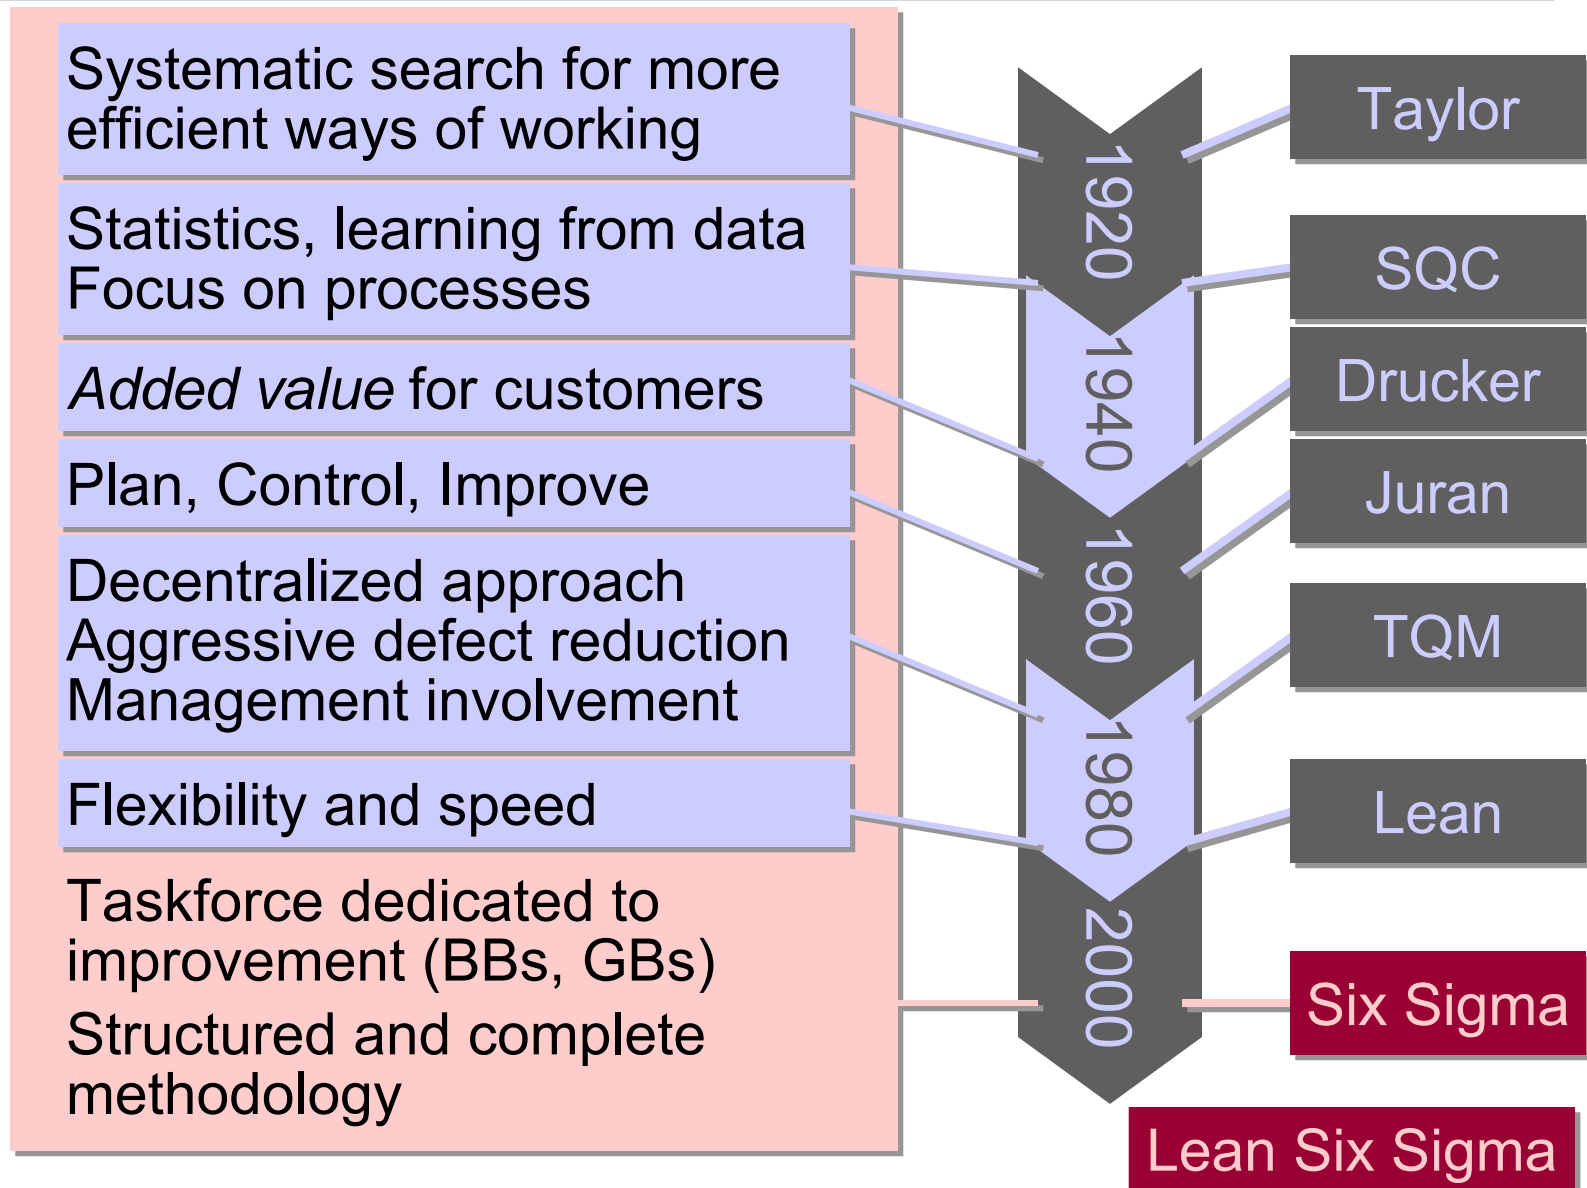 Systematic search for more
efficient ways of working
Statistics, learning from data
Focus on processes
Added value for customers
Plan, Control, Improve
Decentralized approach
Aggressive defect reduction
Management involvement
Flexibility and speed
Taskforce dedicated to
improvement (BBs, GBs)
Structured and complete
methodology
1920
1940
1960
1980
2000
Taylor
SQC
Drucker
Juran
TQM
Lean
Six Sigma
Lean Six Sigma